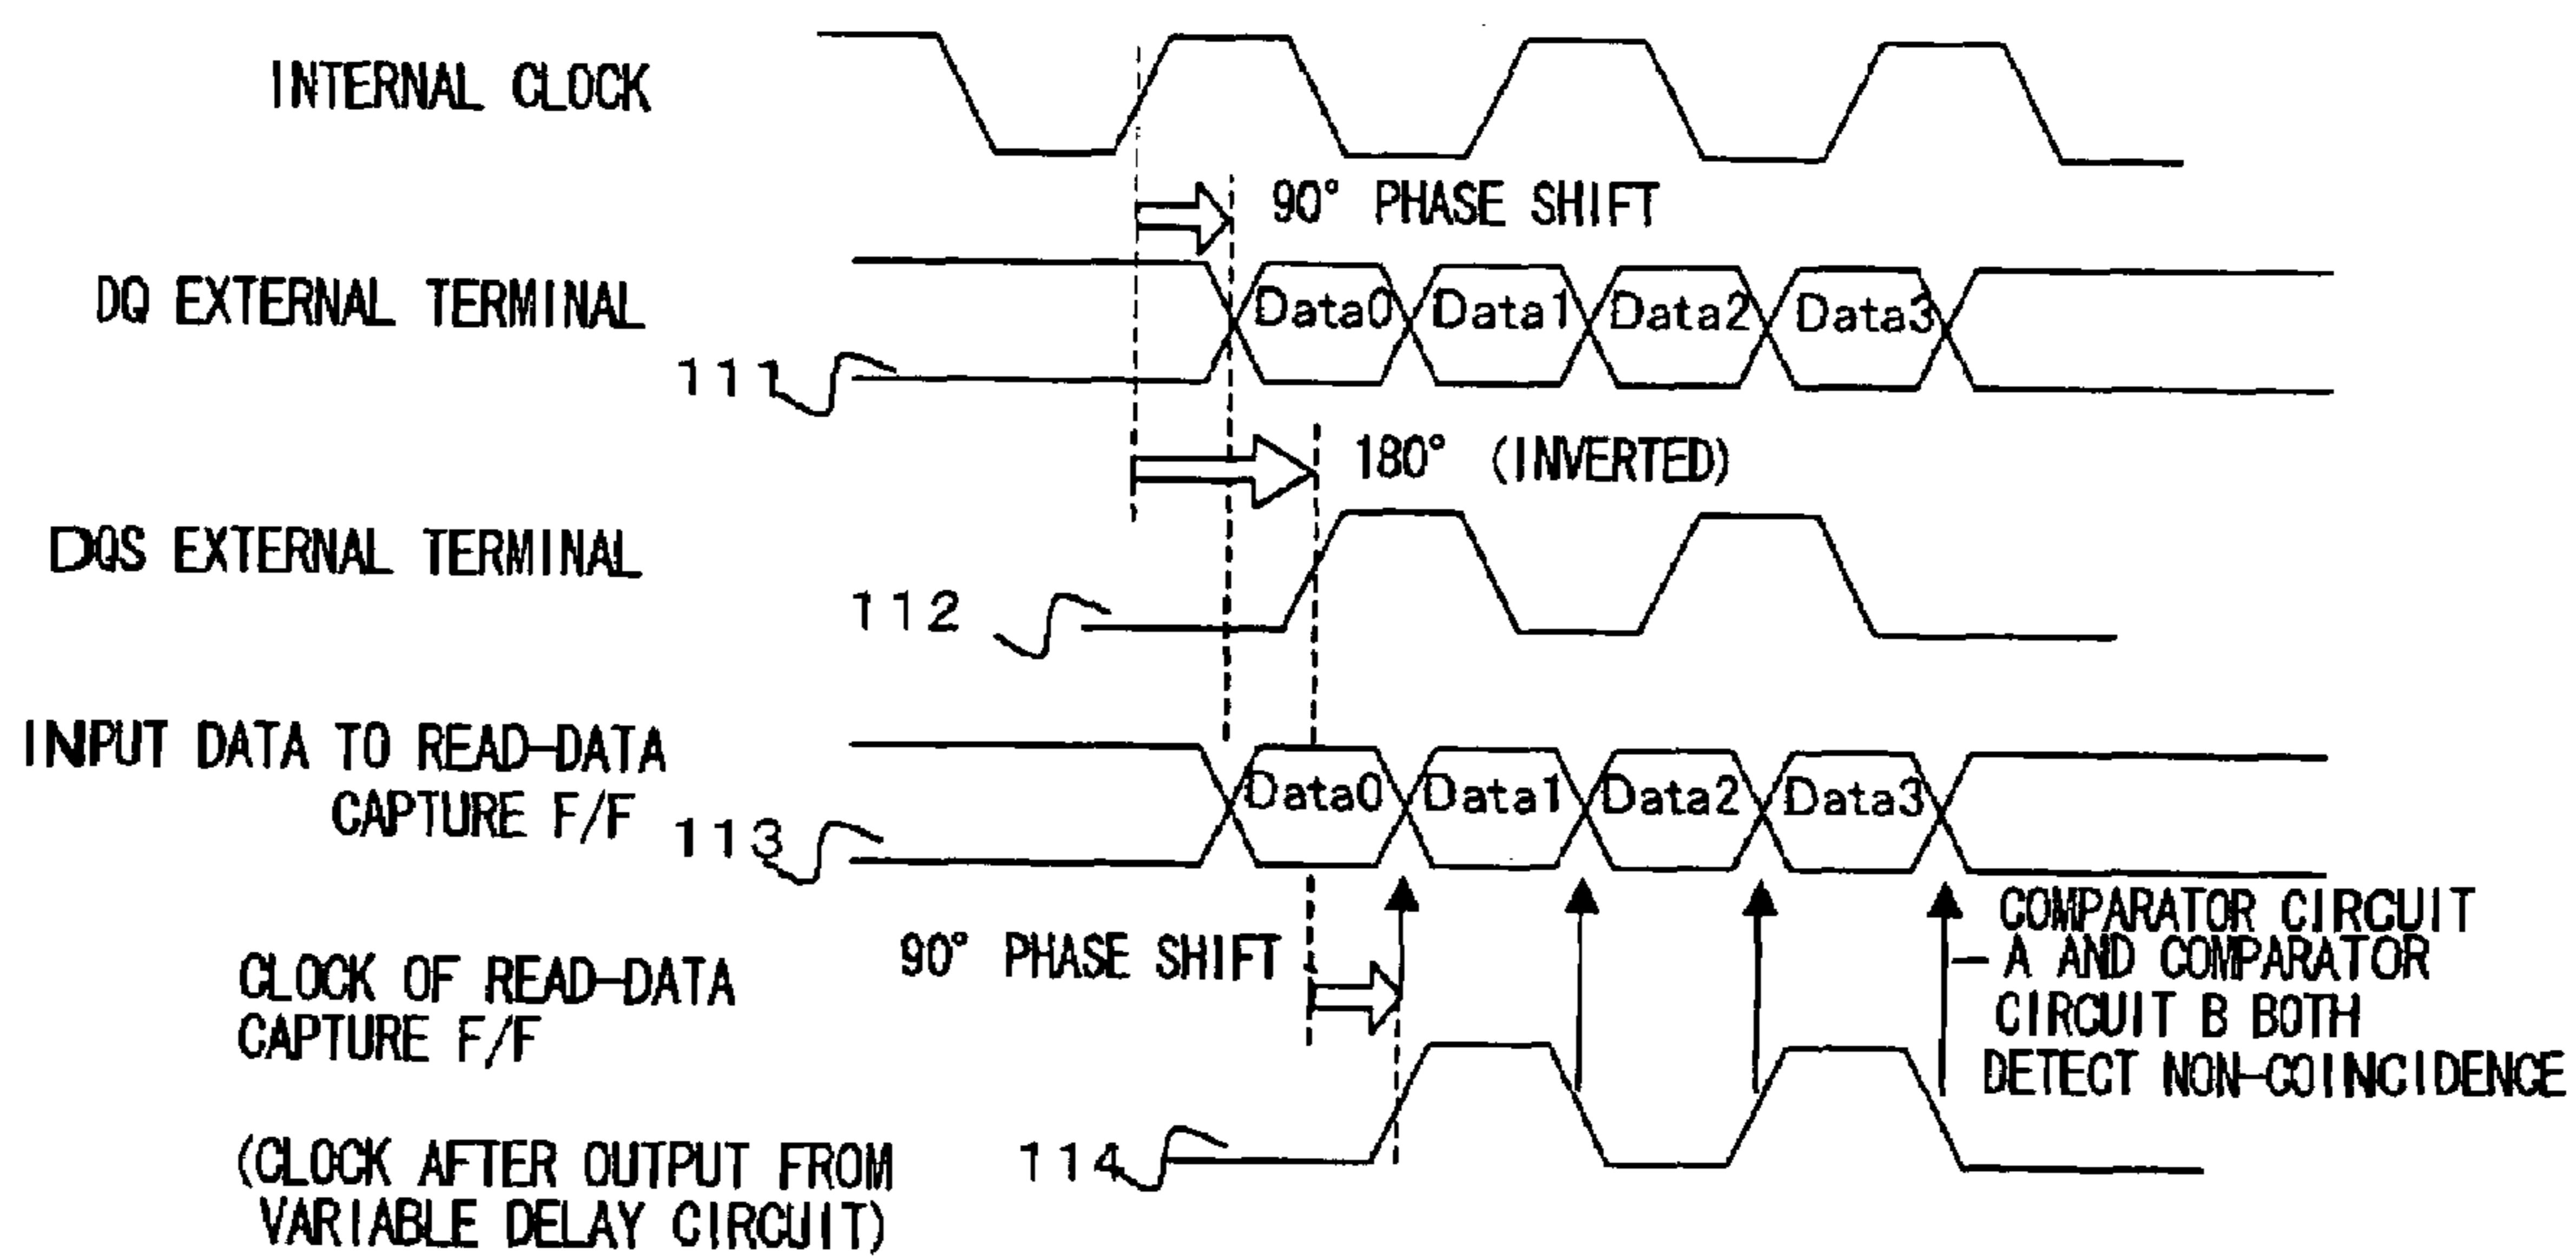 INTERNAL CLOCK
90° PHASE SHIFT
DQ EXTERNAL TERMINAL
Data0 Data1 Data2 Data3
111
180° (INVERTED)
DQS EXTERNAL TERMINAL
112
INPUT DATA TO READ-DATA
CAPTURE F/F
Data0 Data1 Data2 Data3
113
90° PHASE SHIFT
COMPARATOR CIRCUIT
A AND COMPARATOR
CIRCUIT B BOTH
DETECT NON-COINCIDENCE
CLOCK OF READ-DATA
CAPTURE F/F
(CLOCK AFTER OUTPUT FROM
VARIABLE DELAY CIRCUIT)
114